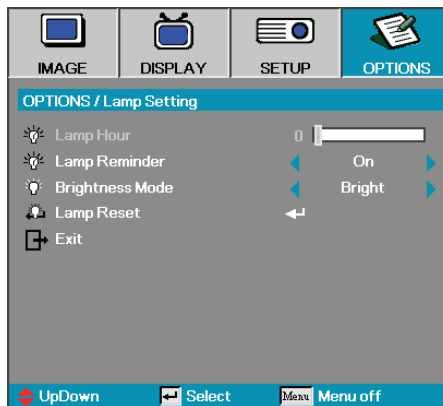 IMAGE DISPLAY SETUP OPTIONS
OPTIONS / Lamp Setting
Lamp Hour 0
Lamp Reminder On
Brightness Mode Bright
Lamp Reset
Exit
UpDown Select Menu Menu off